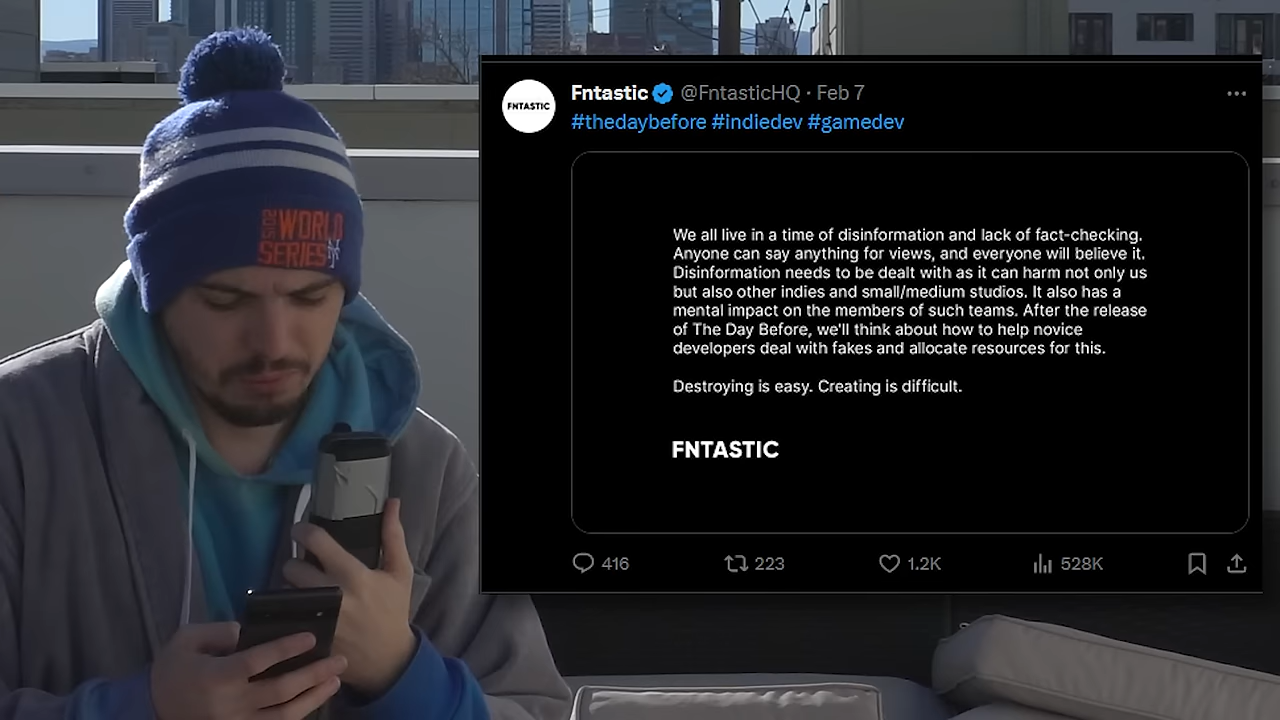 2015
WORLD
SERIES
NY
FNTASTIC
Fntastic @FntasticHQ · Feb 7
#thedaybefore #indiedev #gamedev
We all live in a time of disinformation and lack of fact-checking.
Anyone can say anything for views, and everyone will believe it.
Disinformation needs to be dealt with as it can harm not only us
but also other indies and small/medium studios. It also has a
mental impact on the members of such teams. After the release
of The Day Before, we'll think about how to help novice
developers deal with fakes and allocate resources for this.
Destroying is easy. Creating is difficult.
FNTASTIC
416 223 1.2K 528K